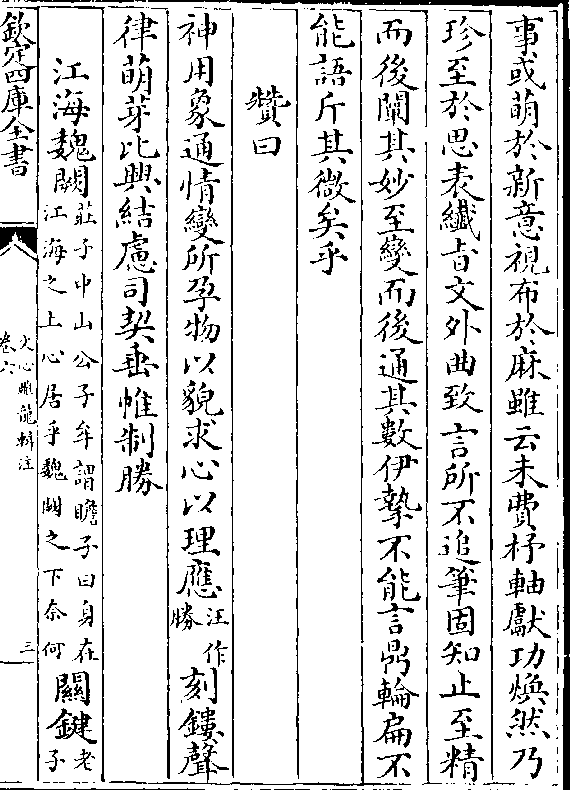 事或萌於新意視布於麻雖云未費杼軸獻功煥然乃
珍至於思表纖旨文外曲致言所不追筆固知止至精
而後闡其妙至變而後通其數伊摯不能言鼎輪扁不
能語斤其微矣乎
贊曰
神用象通情變所孕物以貌求心以理應汪作勝刻鏤聲
律萌芽比興結慮司契垂帷制勝
江海魏闕莊子中山公子牟謂瞻子曰身在江海之上心居乎魏闕之下奈何關鍵老子
欽定四庫全書
文心雕龍輯注
卷六
三